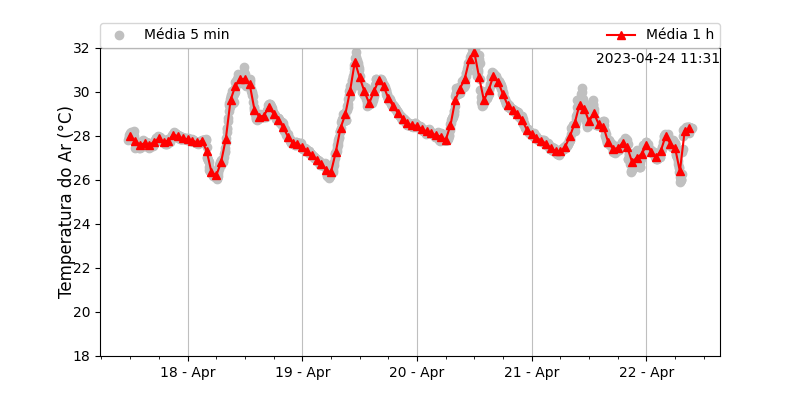 Média 5 min
Média 1 h
2023-04-24 11:31
Temperatura do Ar (°C)
32
30
28
26
24
22
20
18
18 - Apr
19 - Apr
20 - Apr
21 - Apr
22 - Apr